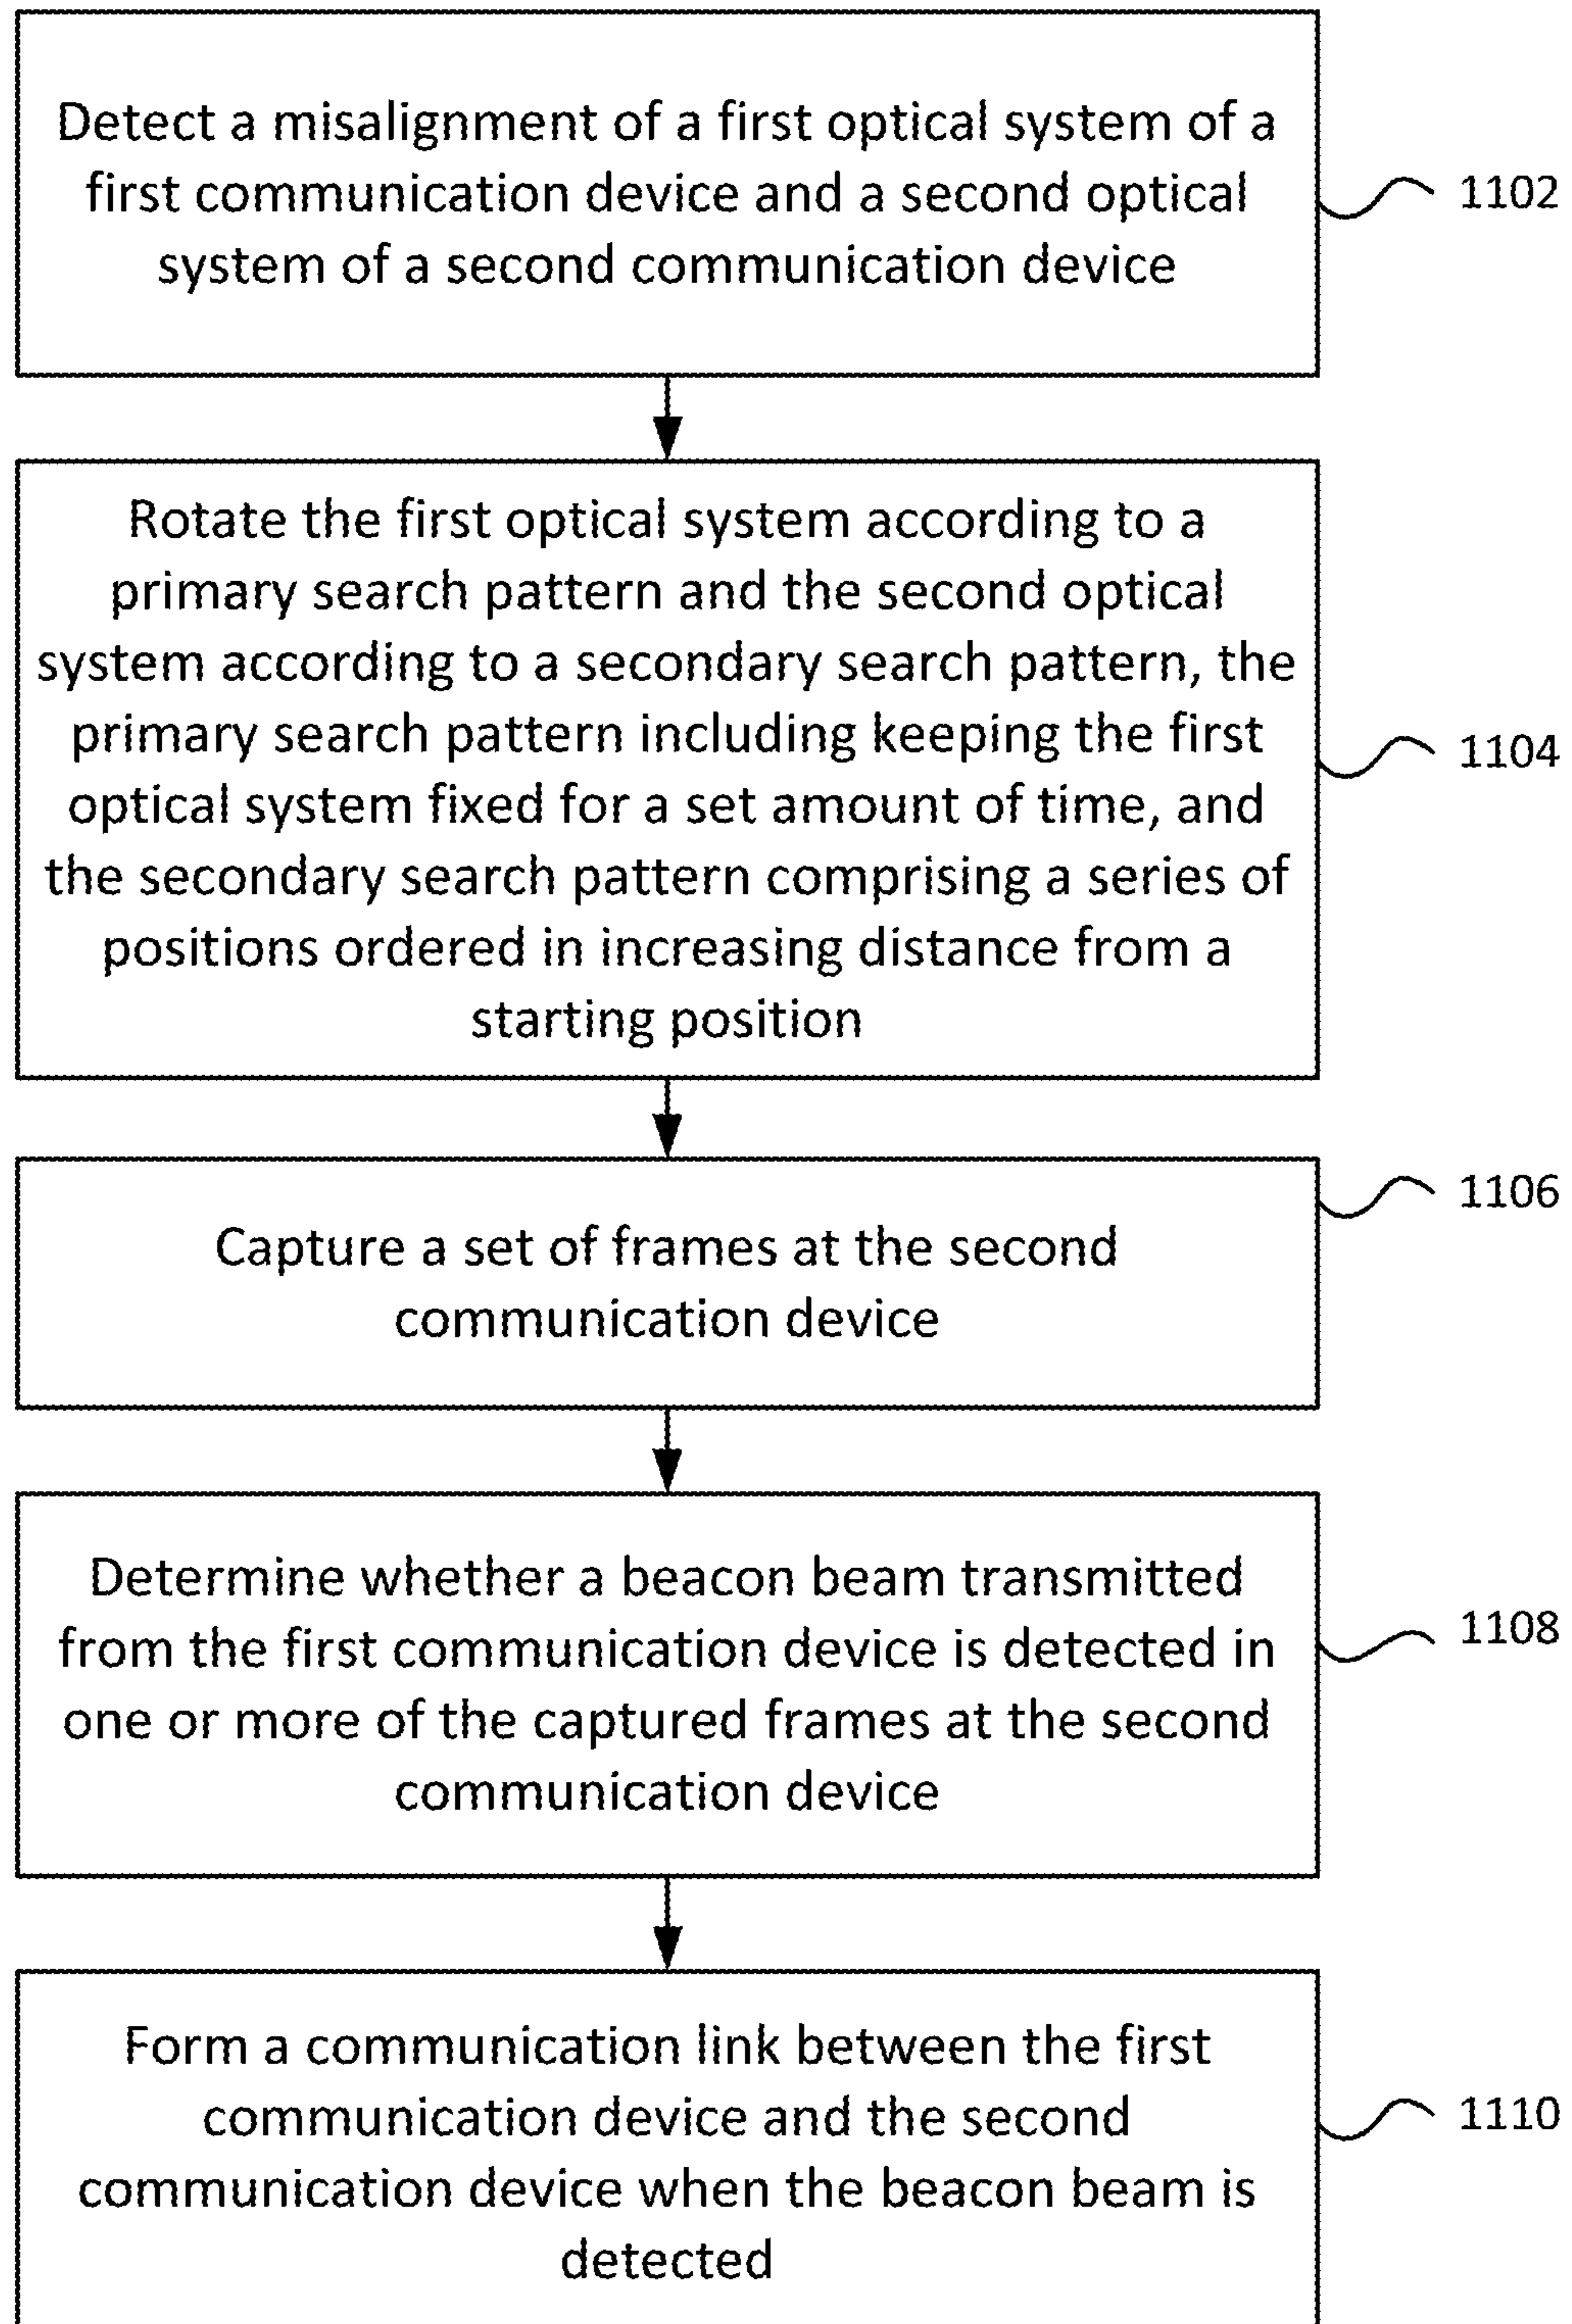 Detect a misalignment of a first optical system of a
first communication device and a second optical
system of a second communication device
1102
Rotate the first optical system according to a
primary search pattern and the second optical
system according to a secondary search pattern, the
primary search pattern including keeping the first
optical system fixed for a set amount of time, and
the secondary search pattern comprising a series of
positions ordered in increasing distance from a
starting position
1104
Capture a set of frames at the second
communication device
1106
Determine whether a beacon beam transmitted
from the first communication device is detected in
one or more of the captured frames at the second
communication device
1108
Form a communication link between the first
communication device and the second
communication device when the beacon beam is
detected
1110